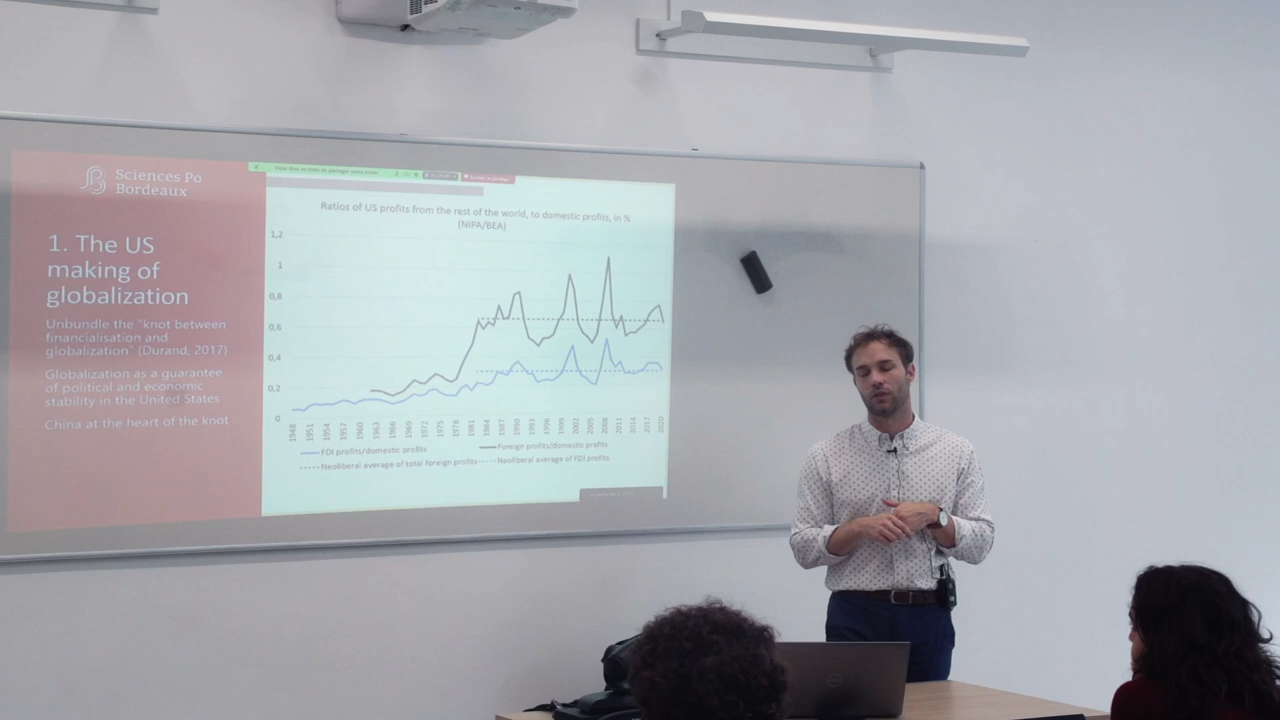 Sciences Po
Bordeaux
1. The US
making of
globalization
Unbundle the "knot between
financialisation and
globalization" (Durand, 2017)
Globalization as a guarantee
of political and economic
stability in the United States
China at the heart of the knot
Ratios of US profits from the rest of the world, to domestic profits, in %
(NIPA/BEA)
1,2
1
0,8
0,6
0,4
0,2
0
1948 1951 1954 1957 1960 1963 1966 1969 1972 1975 1978 1981 1984 1987 1990 1993 1996 1999 2002 2005 2008 2011 2014 2017 2020
FDI profits/domestic profits
Foreign profits/domestic profits
Neoliberal average of total foreign profits
Neoliberal average of FDI profits